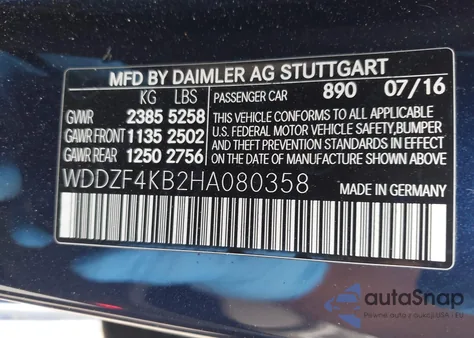 MFD BY DAIMLER AG STUTTGART
KG LBS PASSENGER CAR 890 07/16
GVWR 2385 5258 THIS VEHICLE CONFORMS TO ALL APPLICABLE
GAWR FRONT 1135 2502 U.S. FEDERAL MOTOR VEHICLE SAFETY,BUMPER
GAWR REAR 1250 2756 AND THEFT PREVENTION STANDARDS IN EFFECT
ON THE DATE OF MANUFACTURE SHOWN ABOVE.
WDDZF4KB2HA080358 MADE IN GERMANY
autoSnap